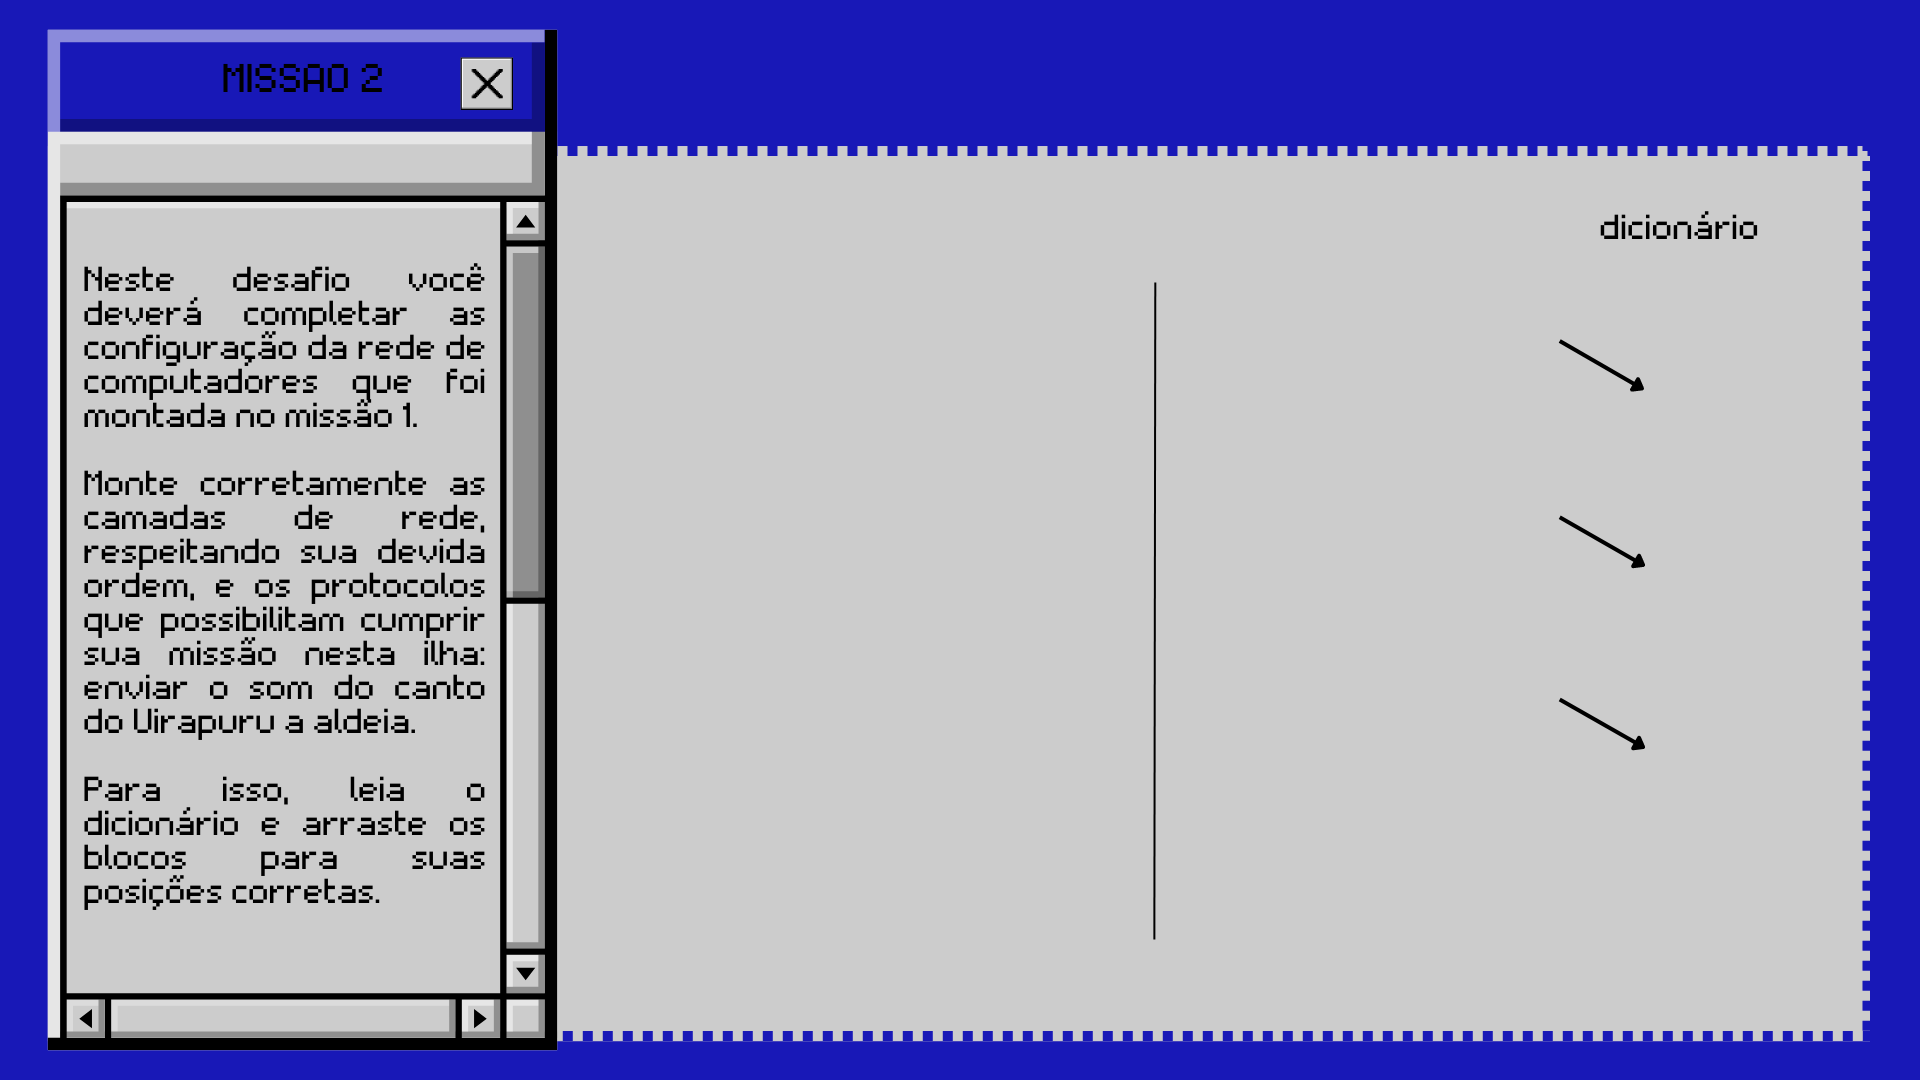 MISSAO 2
Neste desafio você
deverá completar as
configuração da rede de
computadores que foi
montada no missão 1.
Monte corretamente as
camadas de rede,
respeitando sua devida
ordem, e os protocolos
que possibilitam cumprir
sua missão nesta ilha:
enviar o som do canto
do Uirapuru a aldeia.
Para isso, leia o
dicionário e arraste os
blocos para suas
posições corretas.
dicionário